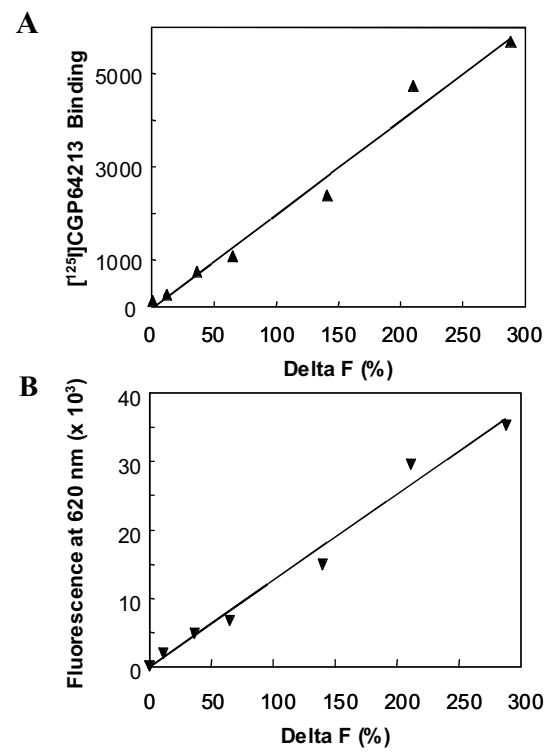 A
[¹²⁵I]CGP64213 Binding
5000
3000
1000
0
0 50 100 150 200 250 300
Delta F (%)
B
Fluorescence at 620 nm (x 10³)
40
30
20
10
0
0 50 100 150 200 250 300
Delta F (%)